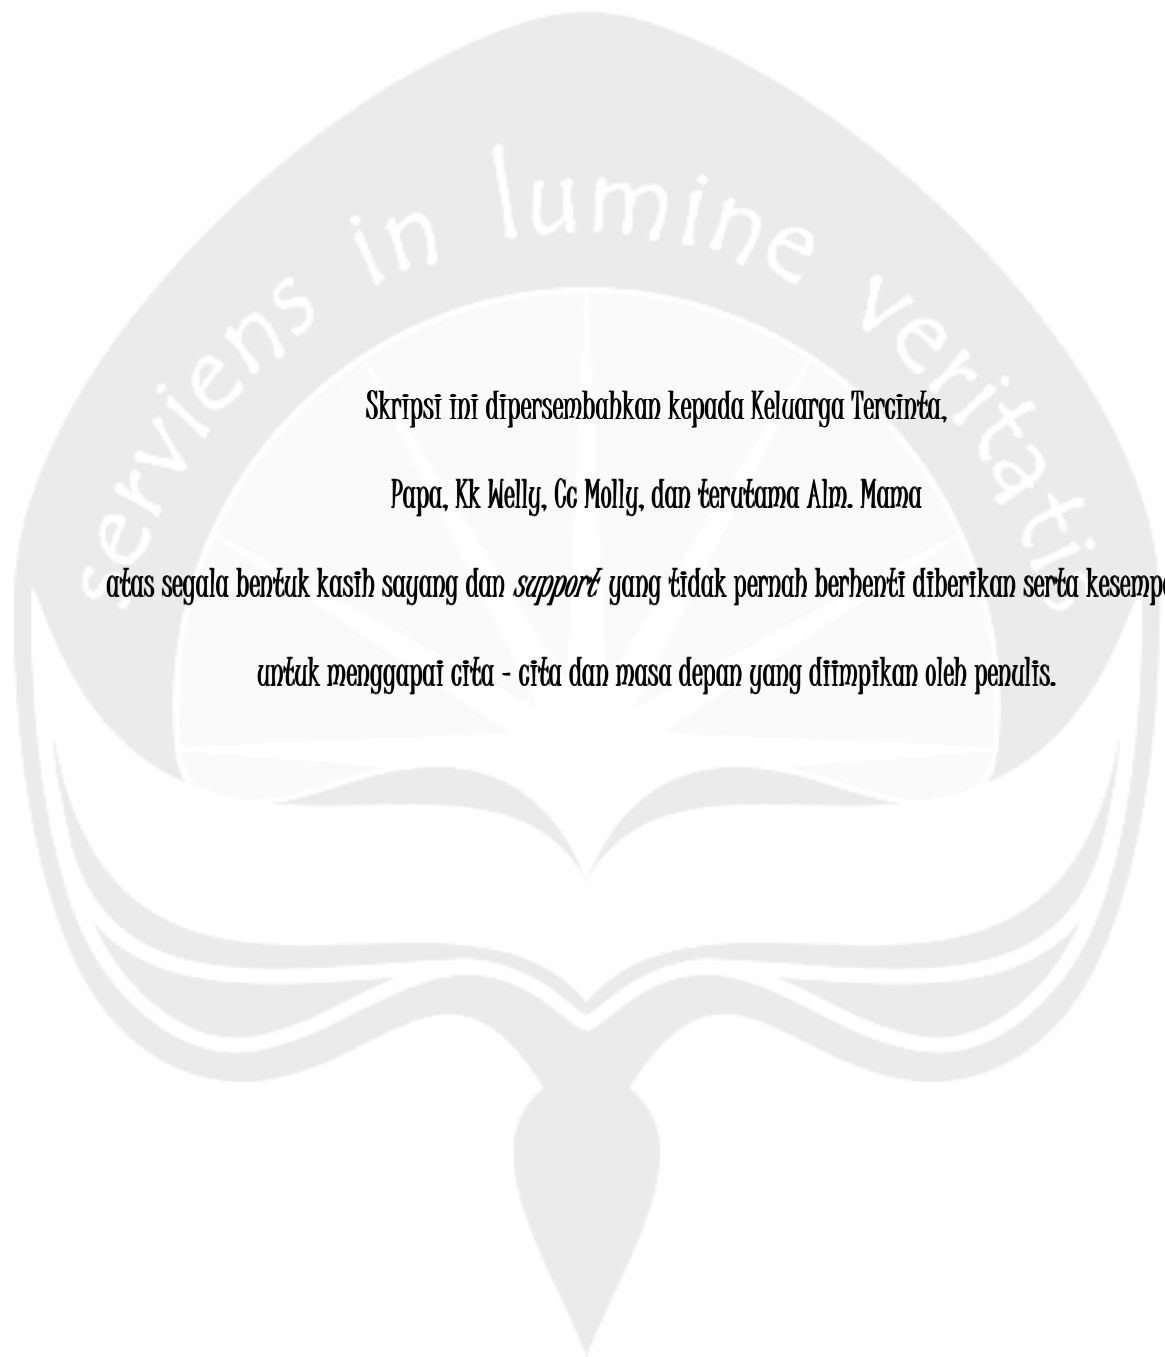 serviens in lumine veritatis
Skripsi ini dipersembahkan kepada Keluarga Tercinta,
Papa, Kk Welly, Cc Molly, dan terutama Alm. Mama
atas segala bentuk kasih sayang dan support yang tidak pernah berhenti diberikan serta
untuk menggapai cita - cita dan masa depan yang diimpikan oleh penulis.